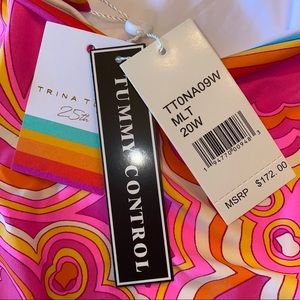 TRINA T
25th
TUMMY CONTROL
TT0NA09W
MLT
20W
MSRP $172.00